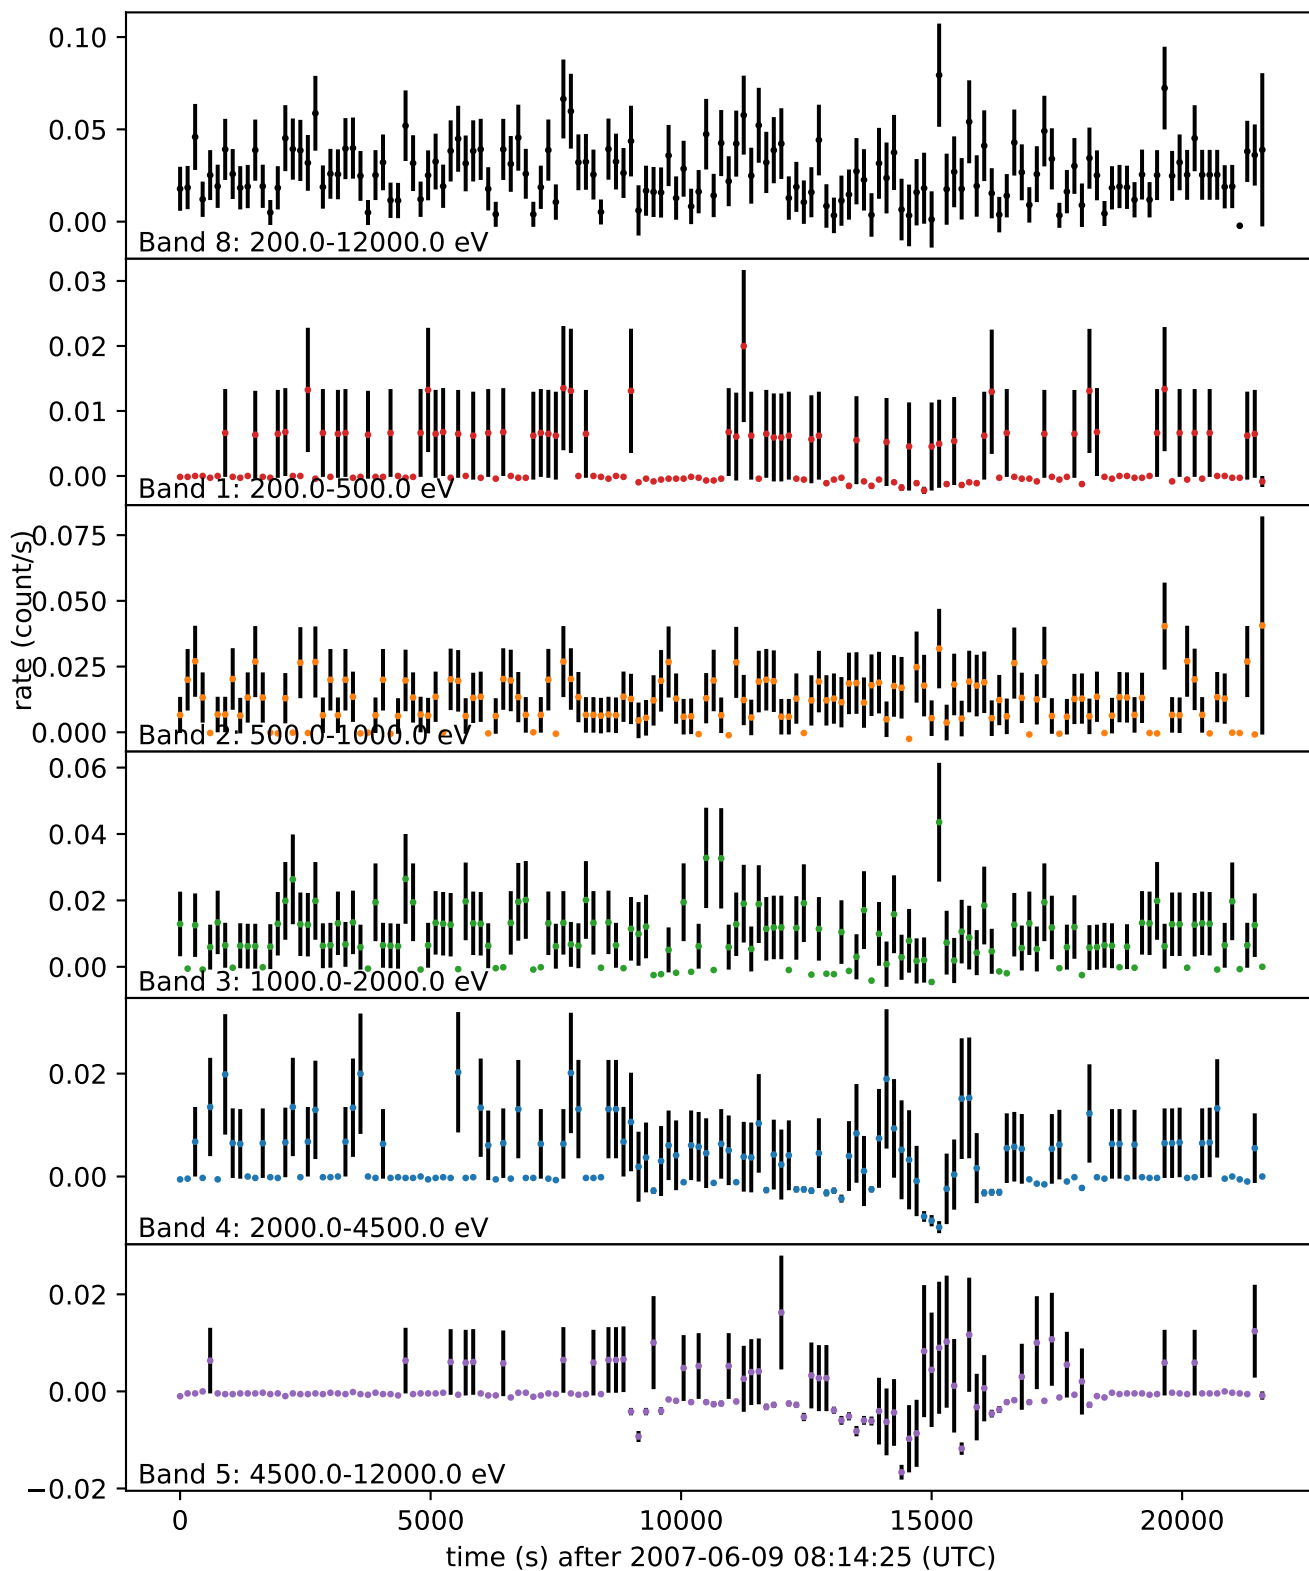 0.10
0.05
0.00
Band 8: 200.0-12000.0 eV
0.03
0.02
0.01
0.00
Band 1: 200.0-500.0 eV
rate (count/s)
0.075
0.050
0.025
0.000
Band 2: 500.0-1000.0 eV
0.06
0.04
0.02
0.00
Band 3: 1000.0-2000.0 eV
0.02
0.00
Band 4: 2000.0-4500.0 eV
0.02
0.00
−0.02
Band 5: 4500.0-12000.0 eV
0 5000 10000 15000 20000
time (s) after 2007-06-09 08:14:25 (UTC)